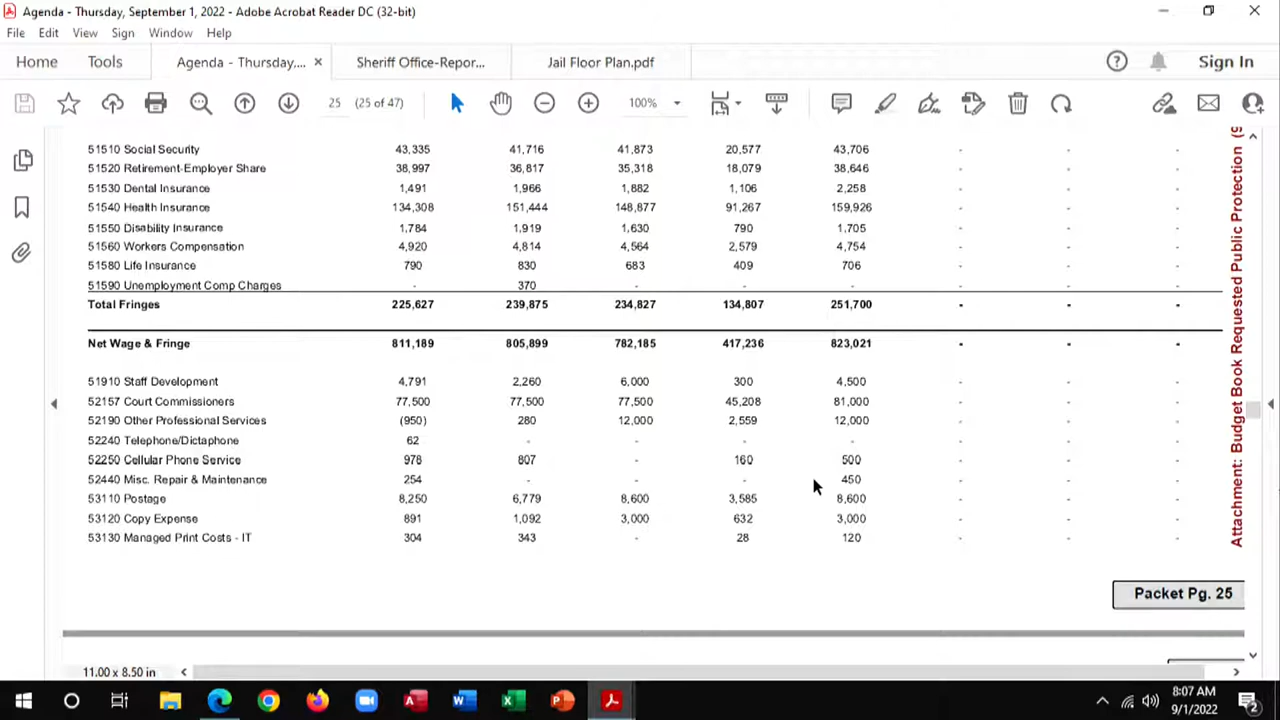 Agenda - Thursday, September 1, 2022 - Adobe Acrobat Reader DC (32-bit)
File Edit View Sign Window Help
Home Tools Agenda - Thursday,... × Sheriff Office-Repor... Jail Floor Plan.pdf Sign In
25 (25 of 47) 100%
51510 Social Security 43,335 41,716 41,873 20,577 43,706 - - -
51520 Retirement-Employer Share 38,997 36,817 35,318 18,079 38,646 - - -
51530 Dental Insurance 1,491 1,966 1,882 1,106 2,258 - - -
51540 Health Insurance 134,308 151,444 148,877 91,267 159,926 - - -
51550 Disability Insurance 1,784 1,919 1,630 790 1,705 - - -
51560 Workers Compensation 4,920 4,814 4,564 2,579 4,754 - - -
51580 Life Insurance 790 830 683 409 706 - - -
51590 Unemployment Comp Charges - 370 - - - - - -
Total Fringes 225,627 239,875 234,827 134,807 251,700 - - -
Net Wage & Fringe 811,189 805,899 782,185 417,236 823,021 - - -
51910 Staff Development 4,791 2,260 6,000 300 4,500 - - -
52157 Court Commissioners 77,500 77,500 77,500 45,208 81,000 - - -
52190 Other Professional Services (950) 280 12,000 2,559 12,000 - - -
52240 Telephone/Dictaphone 62 - - - - - - -
52250 Cellular Phone Service 978 807 - 160 500 - - -
52440 Misc. Repair & Maintenance 254 - - - 450 - - -
53110 Postage 8,250 6,779 8,600 3,585 8,600 - - -
53120 Copy Expense 891 1,092 3,000 632 3,000 - - -
53130 Managed Print Costs - IT 304 343 - 28 120 - - -
Attachment: Budget Book Requested Public Protection (9
Packet Pg. 25
11.00 x 8.50 in
8:07 AM
9/1/2022
2